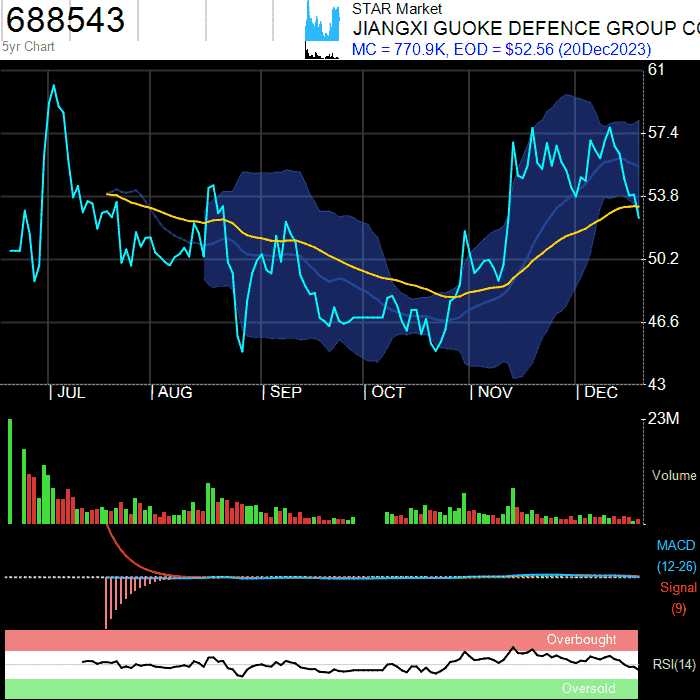 688543
STAR Market
JIANGXI GUOKE DEFENCE GROUP CO
5yr Chart
MC = 770.9K, EOD = $52.56 (20Dec2023)
61
57.4
53.8
50.2
46.6
43
JUL
AUG
SEP
OCT
NOV
DEC
23M
Volume
MACD
(12-26)
Signal
(9)
Overbought
RSI(14)
Oversold